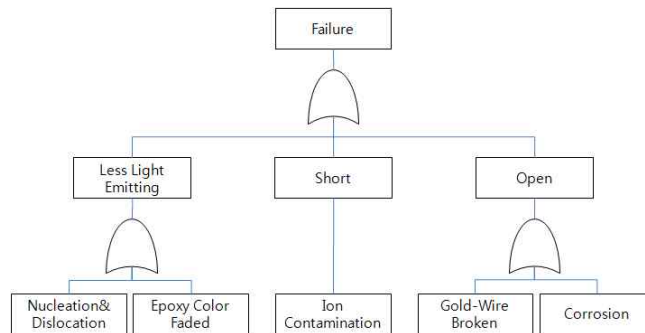 Failure
Less Light
Emitting
Short
Open
Nucleation&
Dislocation
Epoxy Color
Faded
Ion
Contamination
Gold-Wire
Broken
Corrosion